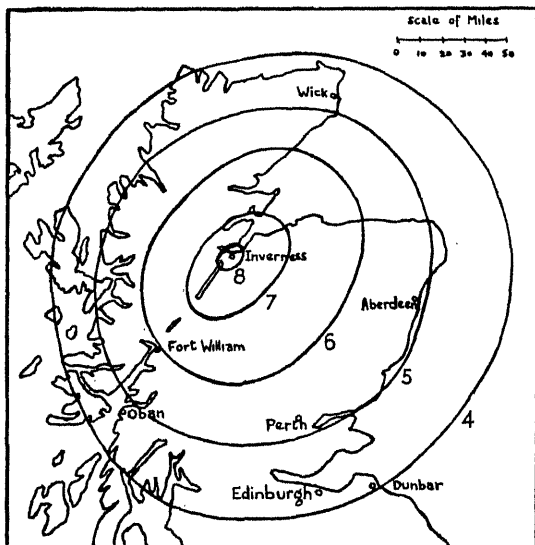 Scale of Miles
0 10 20 30 40 50
Wick
Inverness
8
7
Aberdeen
6
Fort William
5
Oban
Perth
4
Edinburgh
Dunbar